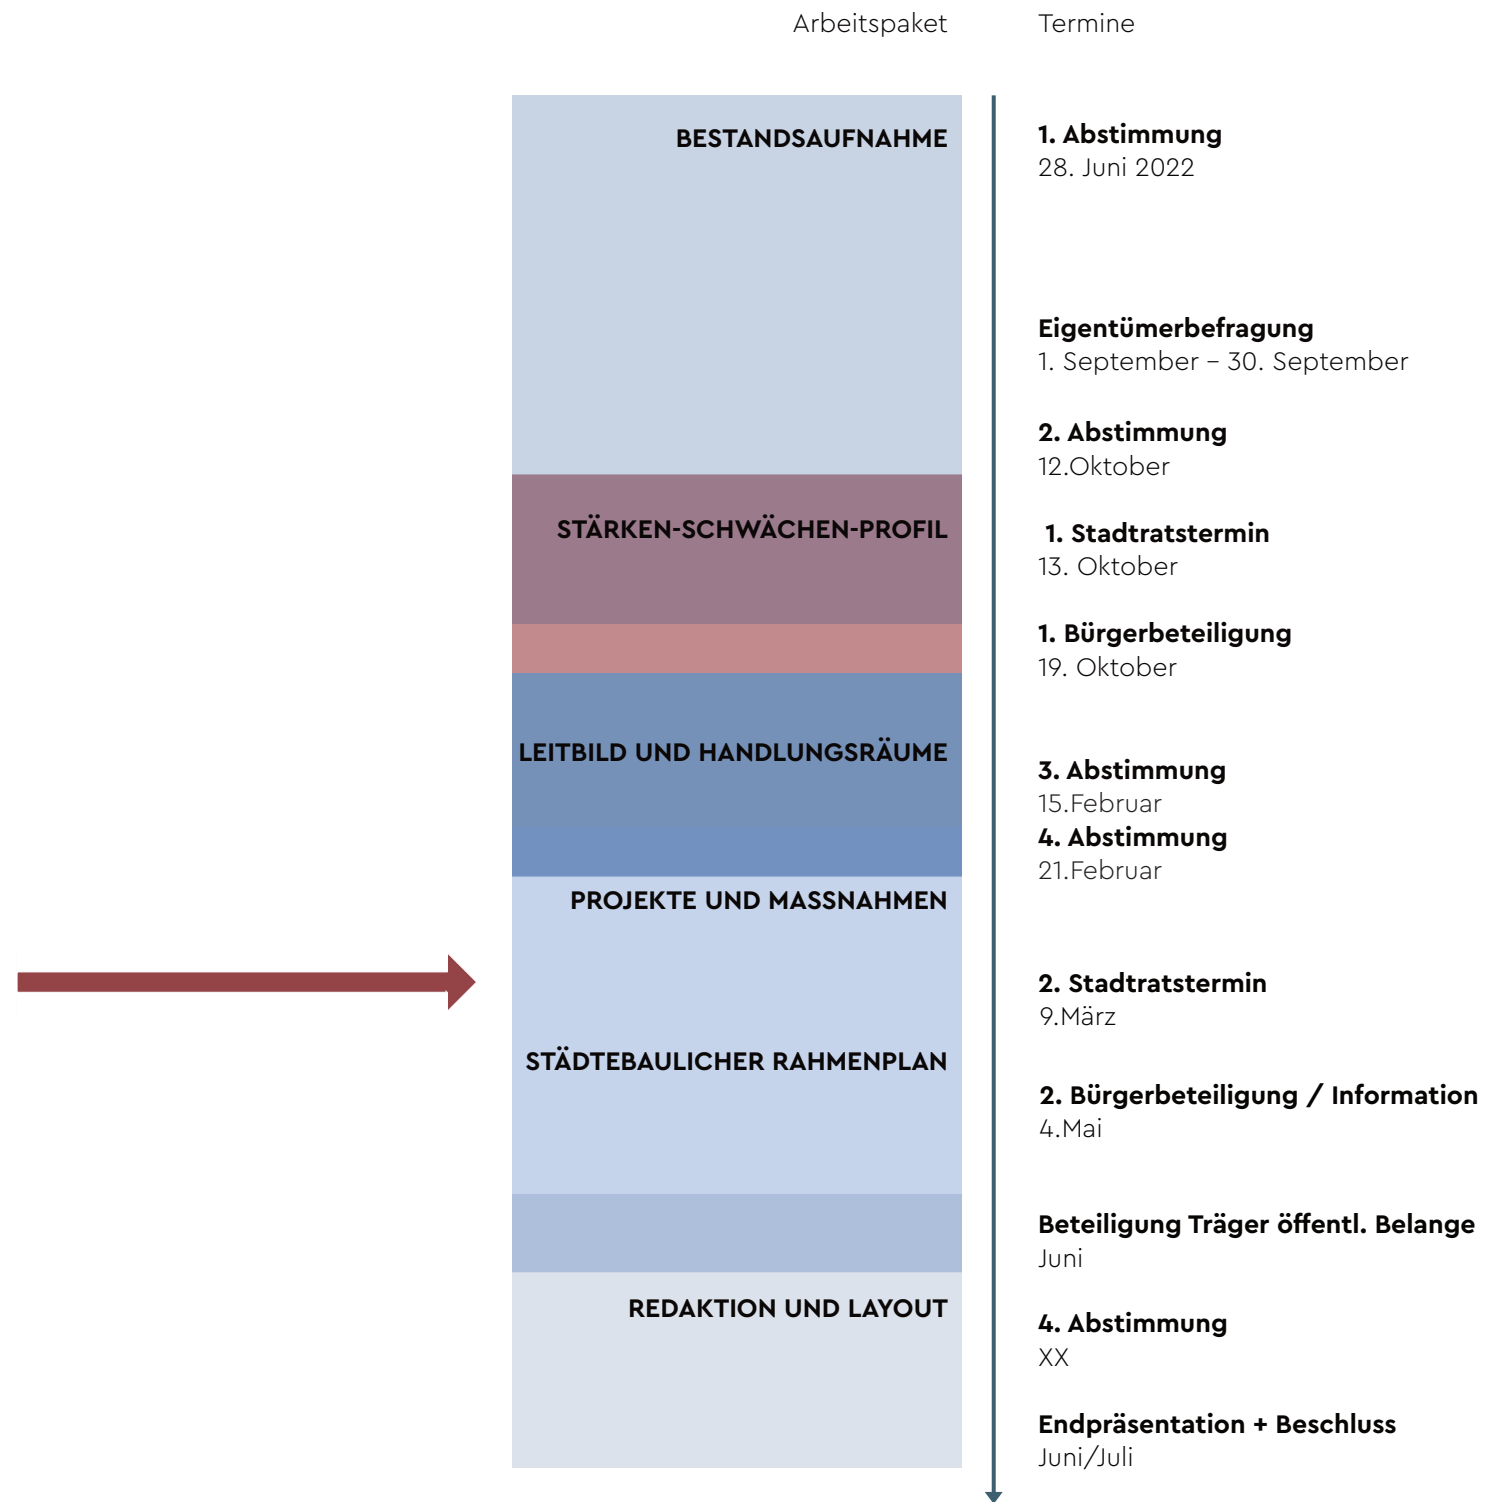 Arbeitspaket
Termine
BESTANDSAUFNAHME
1. Abstimmung
28. Juni 2022
Eigentümerbefragung
1. September – 30. September
2. Abstimmung
12.Oktober
STÄRKEN-SCHWÄCHEN-PROFIL
1. Stadtratstermin
13. Oktober
1. Bürgerbeteiligung
19. Oktober
LEITBILD UND HANDLUNGSRÄUME
3. Abstimmung
15.Februar
4. Abstimmung
21.Februar
PROJEKTE UND MASSNAHMEN
2. Stadtratstermin
9.März
STÄDTEBAULICHER RAHMENPLAN
2. Bürgerbeteiligung / Information
4.Mai
Beteiligung Träger öffentl. Belange
Juni
REDAKTION UND LAYOUT
4. Abstimmung
XX
Endpräsentation + Beschluss
Juni/Juli